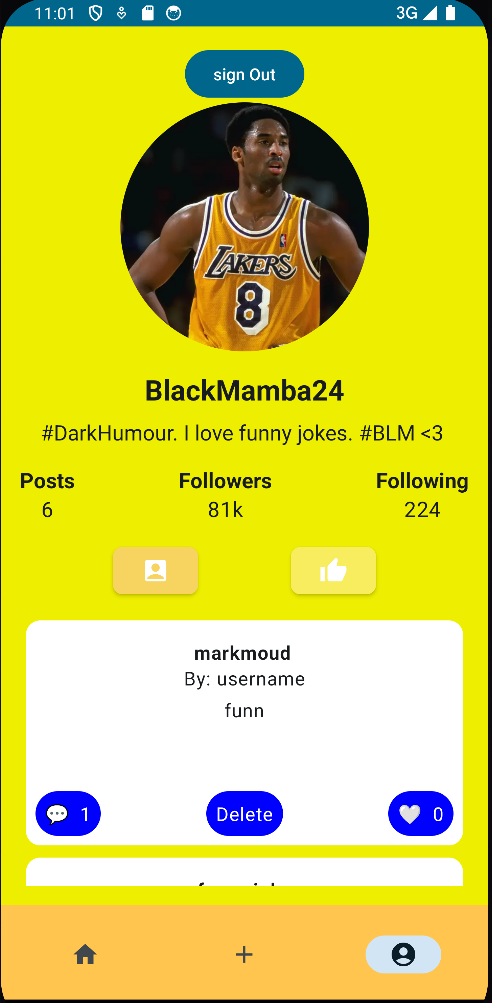 11:01 3G
sign Out
LAKERS
8
BlackMamba24
#DarkHumour. I love funny jokes. #BLM <3
Posts Followers Following
6 81k 224
markmoud
By: username
funn
1 Delete 0